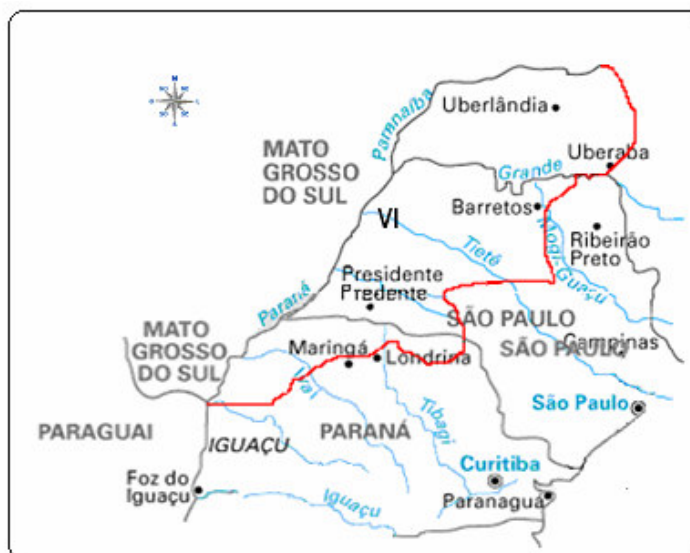 Uberlândia
Paranaíba
Uberaba
MATO
GROSSO
DO SUL
Grande
Barretos
VI
Mogi-Guaçu
Ribeirão
Preto
Tietê
Presidente
Prudente
Paraná
SÃO PAULO
SÃO PAULO
Campinas
MATO
GROSSO
DO SUL
Maringá
Londrina
Ivaí
São Paulo
Tibagi
PARAGUAI
IGUAÇU
PARANÁ
Curitiba
Foz do
Iguaçu
Iguaçu
Paranaguá